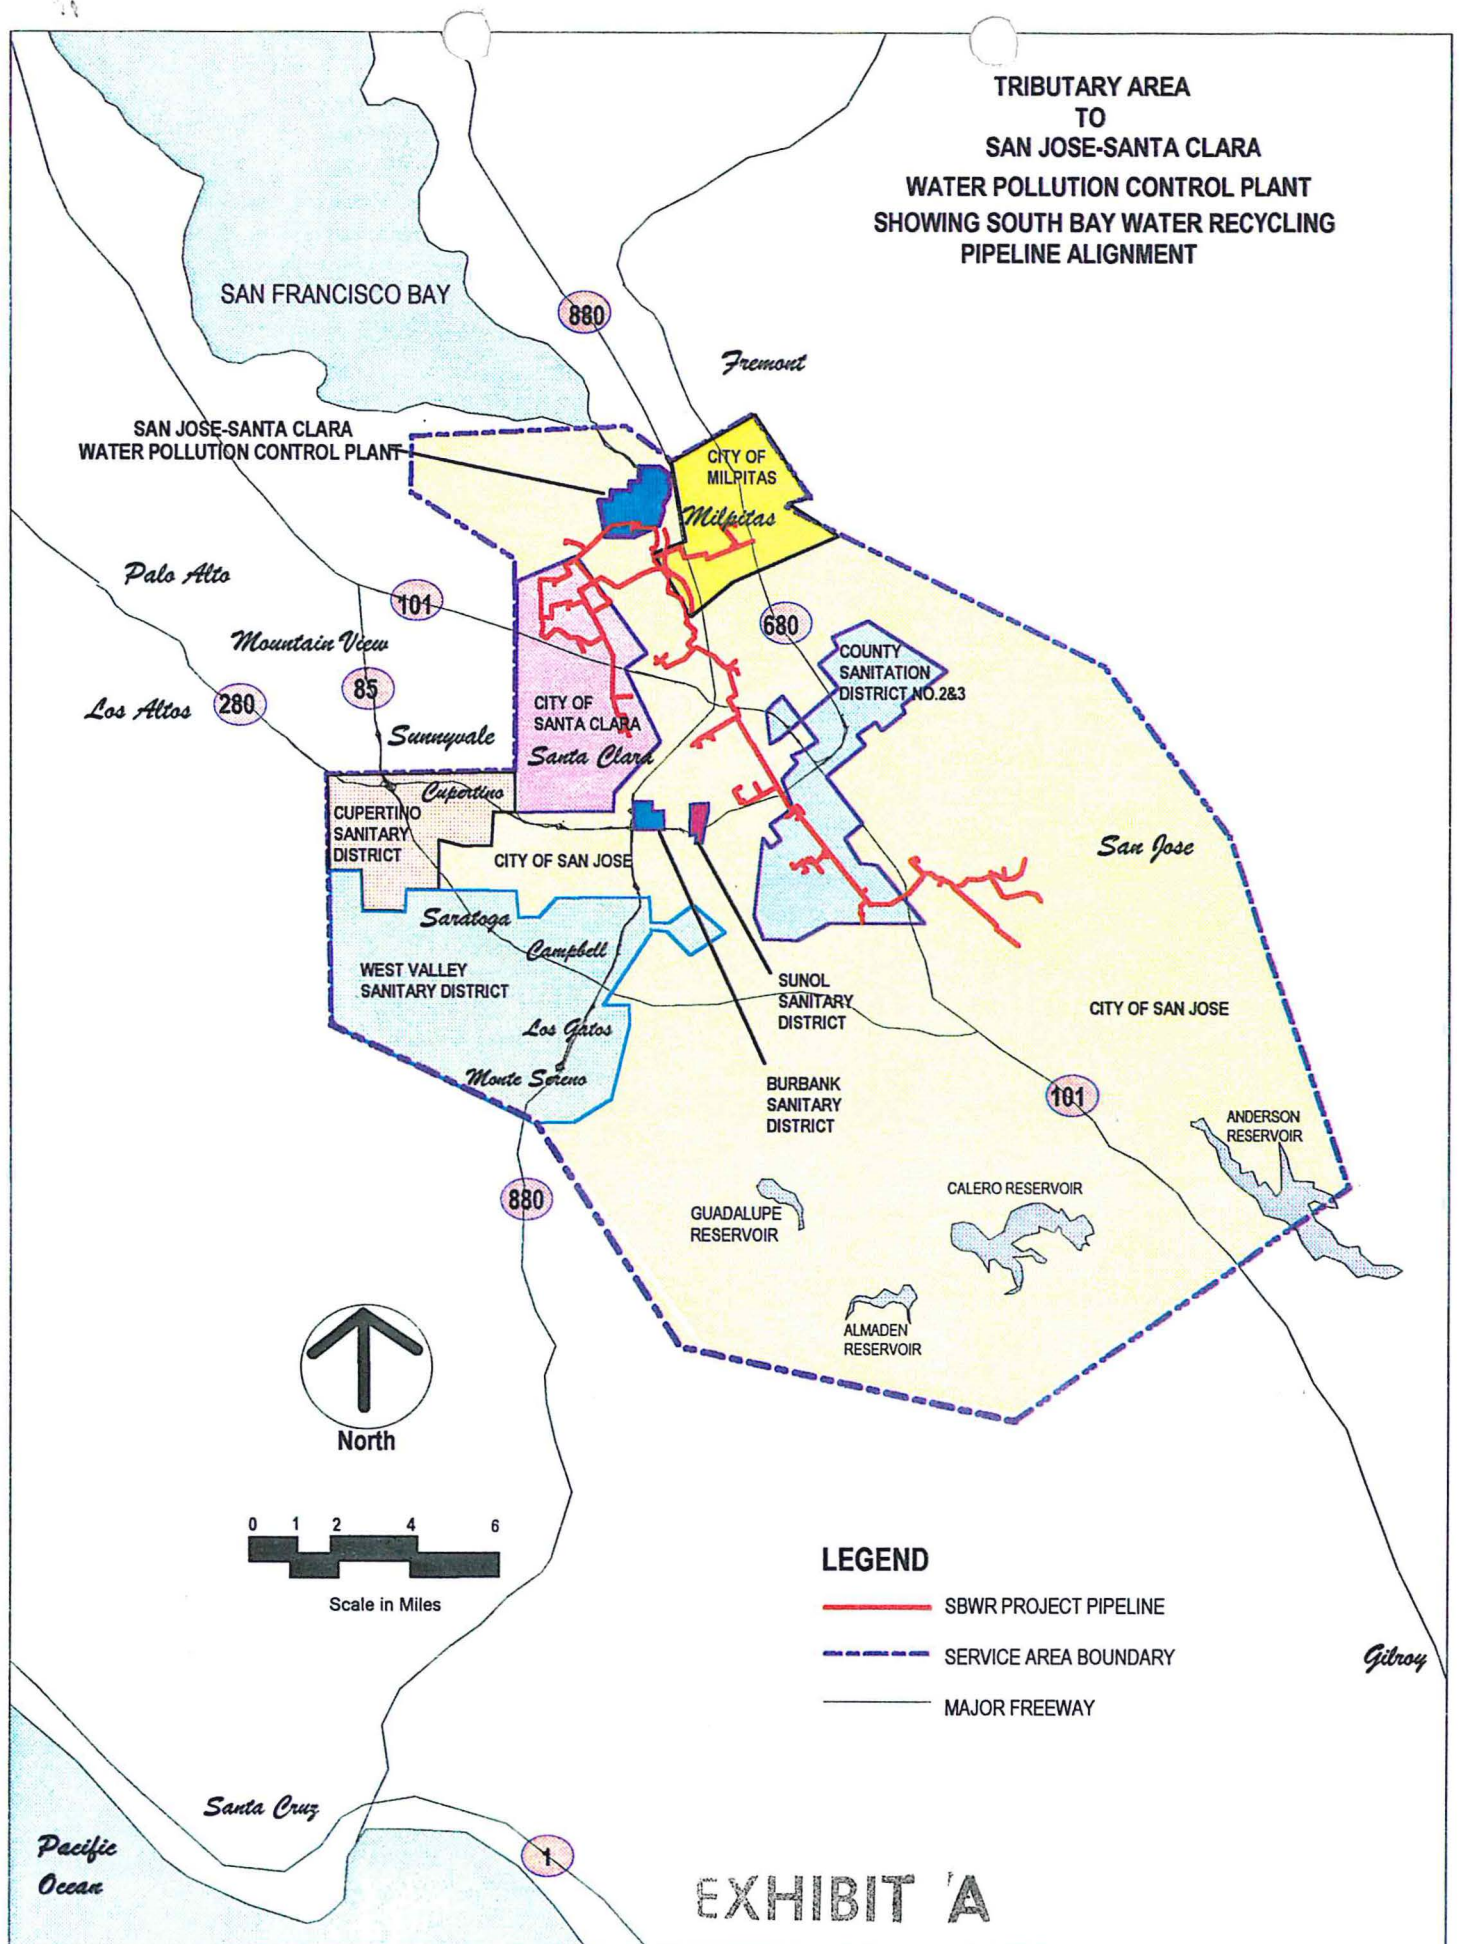 TRIBUTARY AREA
TO
SAN JOSE-SANTA CLARA
WATER POLLUTION CONTROL PLANT
SHOWING SOUTH BAY WATER RECYCLING
PIPELINE ALIGNMENT
SAN FRANCISCO BAY
880
Fremont
SAN JOSE-SANTA CLARA
WATER POLLUTION CONTROL PLANT
CITY OF
MILPITAS
Milpitas
Palo Alto
101
680
Mountain View
COUNTY
SANITATION
DISTRICT NO.2&3
85
280
Los Altos
CITY OF
SANTA CLARA
Sunnyvale
Santa Clara
Cupertino
CUPERTINO
SANITARY
DISTRICT
CITY OF SAN JOSE
San Jose
Saratoga
Campbell
WEST VALLEY
SANITARY DISTRICT
SUNOL
SANITARY
DISTRICT
CITY OF SAN JOSE
Los Gatos
Monte Sereno
BURBANK
SANITARY
DISTRICT
101
ANDERSON
RESERVOIR
880
CALERO RESERVOIR
GUADALUPE
RESERVOIR
ALMADEN
RESERVOIR
North
0 1 2 4 6
Scale in Miles
LEGEND
SBWR PROJECT PIPELINE
SERVICE AREA BOUNDARY
MAJOR FREEWAY
Gilroy
Santa Cruz
Pacific
Ocean
1
EXHIBIT A